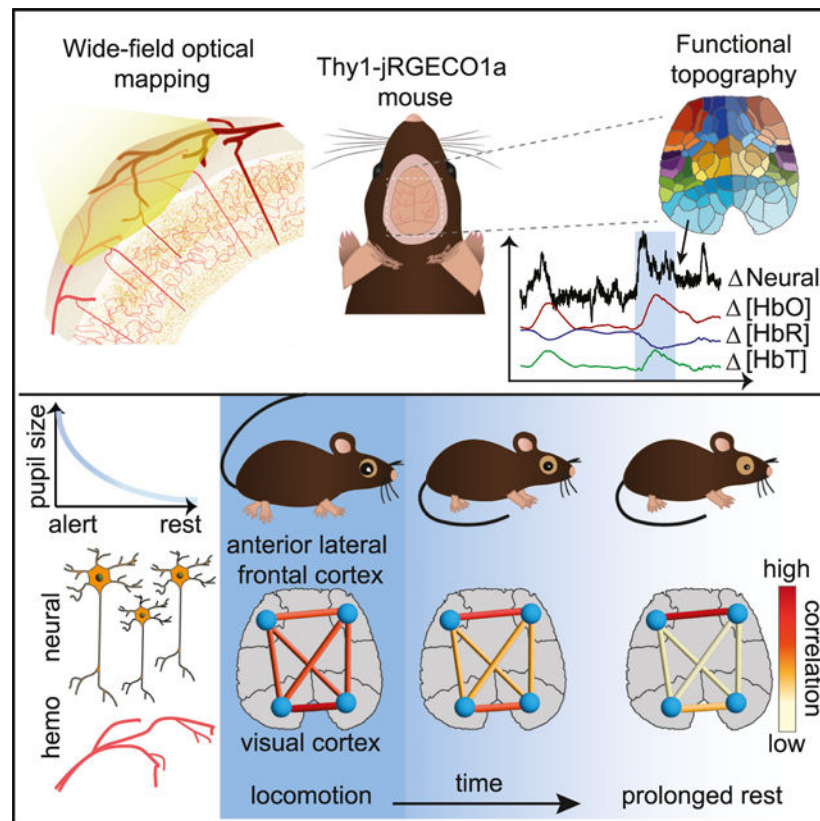 Wide-field optical
mapping
Thy1-jRGECO1a
mouse
Functional
topography
ΔNeural
Δ[HbO]
Δ[HbR]
Δ[HbT]
pupil size
alert
rest
neural
hemo
anterior lateral
frontal cortex
visual cortex
locomotion
time
prolonged rest
high
correlation
low